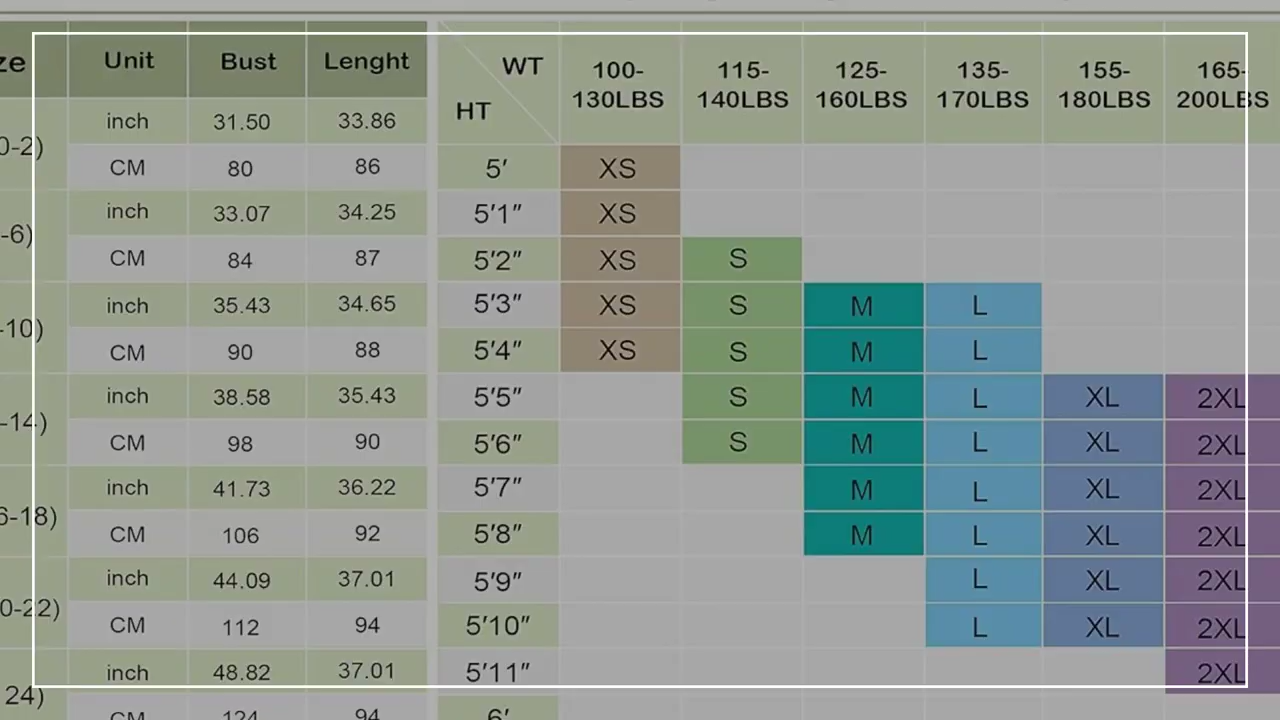 ze Unit Bust Lenght
0-2) inch 31.50 33.86
CM 80 86
-6) inch 33.07 34.25
CM 84 87
-10) inch 35.43 34.65
CM 90 88
-14) inch 38.58 35.43
CM 98 90
6-18) inch 41.73 36.22
CM 106 92
0-22) inch 44.09 37.01
CM 112 94
24) inch 48.82 37.01
CM 124 94
WT 100- 115- 125- 135- 155- 165-
HT 130LBS 140LBS 160LBS 170LBS 180LBS 200LBS
5′ XS
5′1″ XS
5′2″ XS S
5′3″ XS S M L
5′4″ XS S M L
5′5″ S M L XL 2XL
5′6″ S M L XL 2XL
5′7″ M L XL 2XL
5′8″ M L XL 2XL
5′9″ L XL 2XL
5′10″ L XL 2XL
5′11″ 2XL
6′